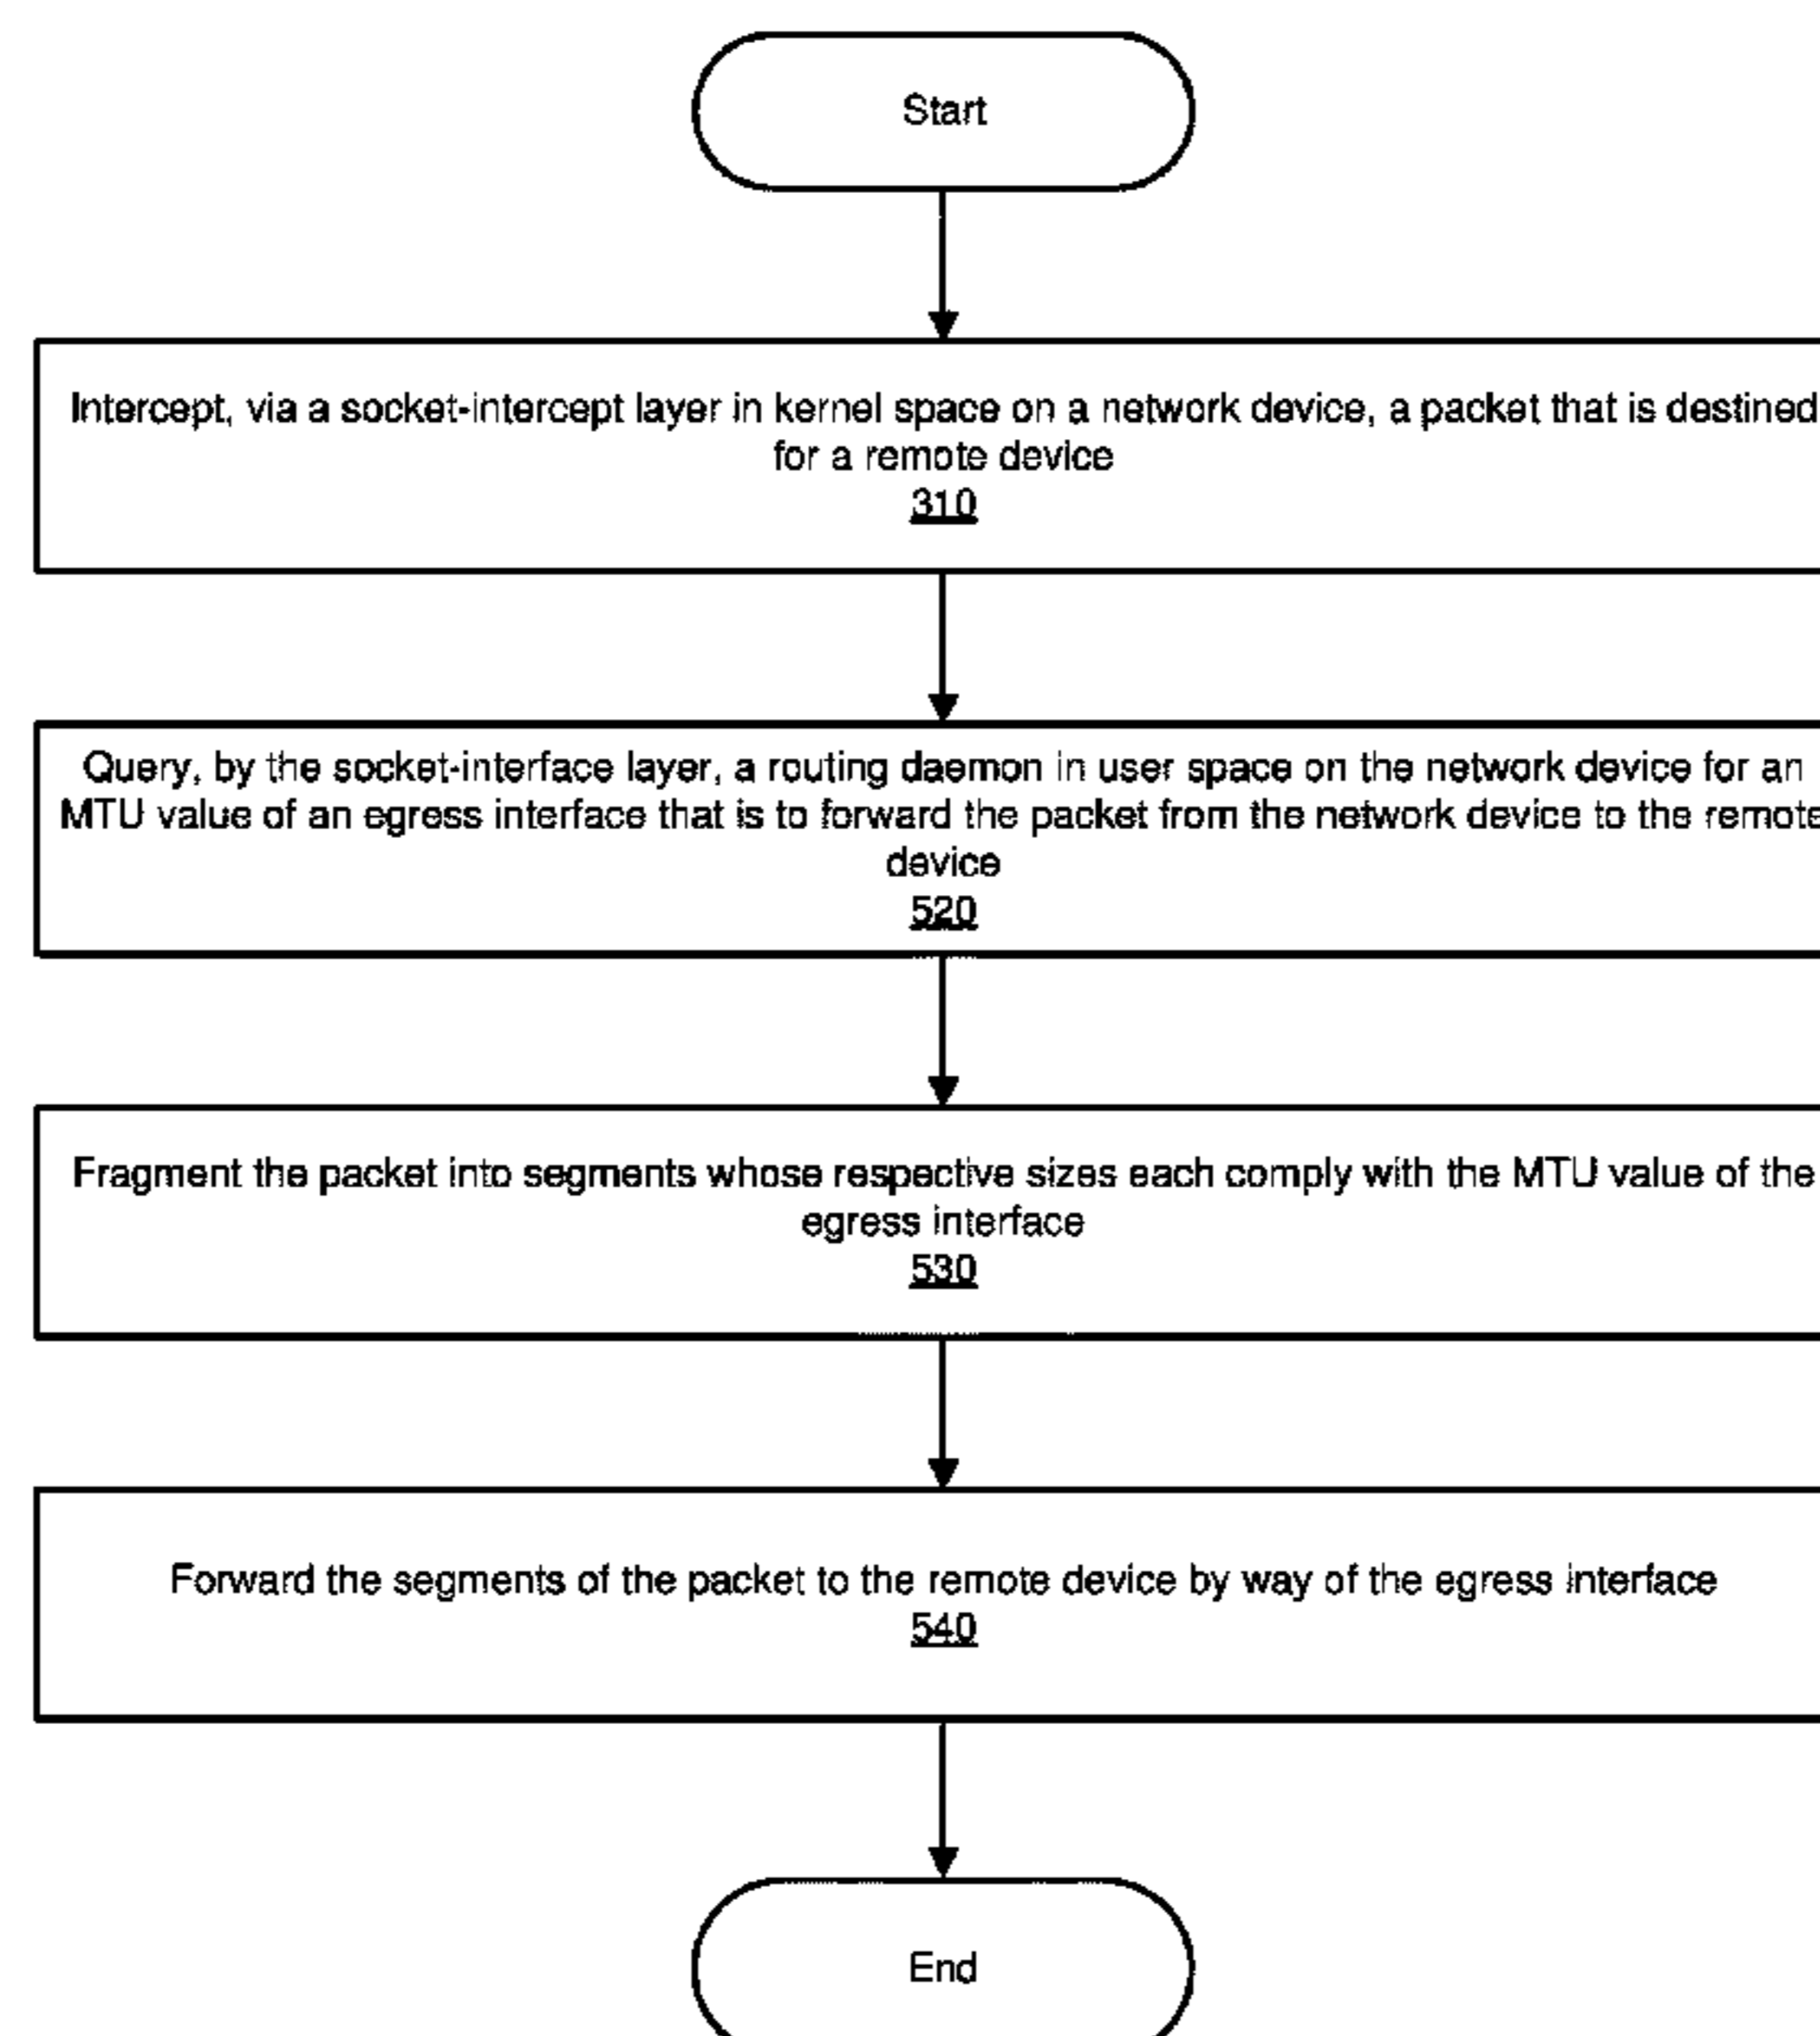 Start
Intercept, via a socket-intercept layer in kernel space on a network device, a packet that is destined
for a remote device
310
Query, by the socket-interface layer, a routing daemon in user space on the network device for an
MTU value of an egress interface that is to forward the packet from the network device to the remote
device
520
Fragment the packet into segments whose respective sizes each comply with the MTU value of the
egress interface
530
Forward the segments of the packet to the remote device by way of the egress interface
540
End